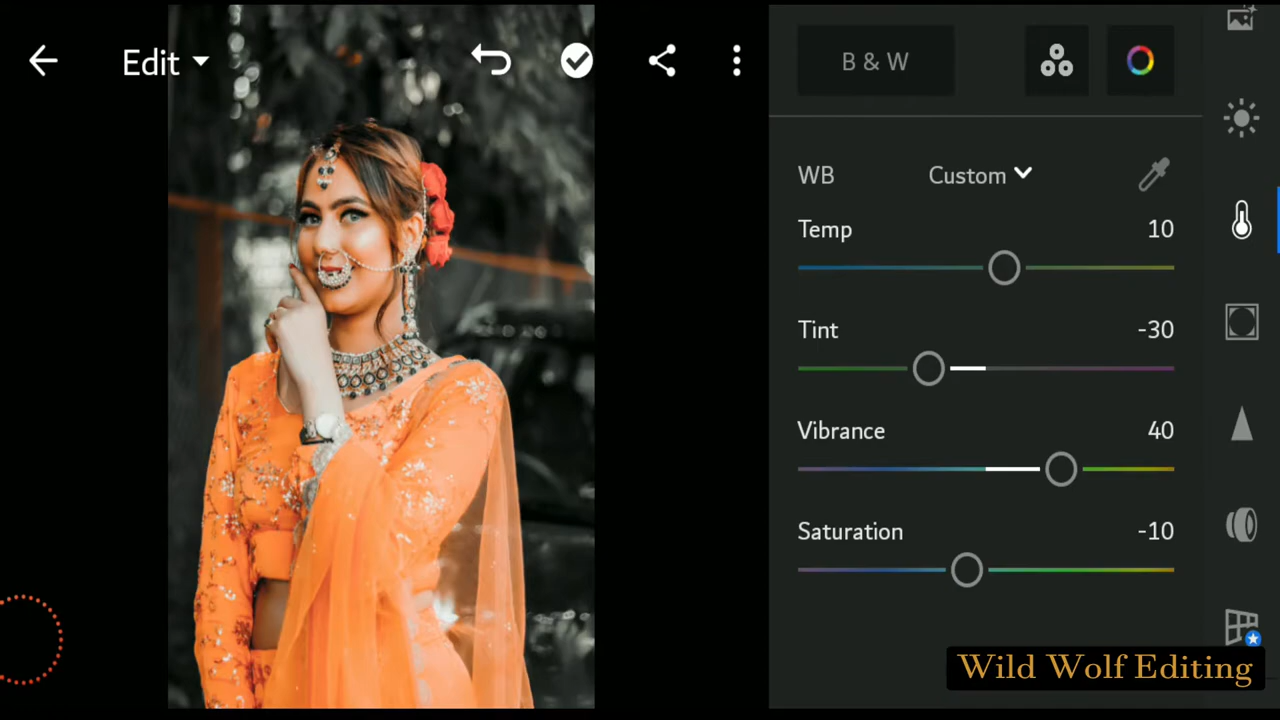 Edit
B & W
WB Custom
Temp 10
Tint -30
Vibrance 40
Saturation -10
Wild Wolf Editing